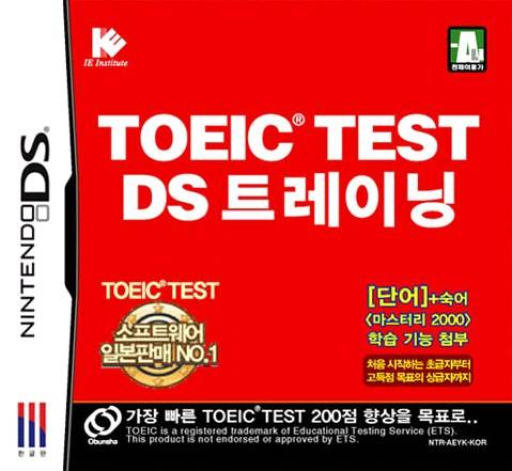 IE Institute
A
전체이용가
TOEIC® TEST
DS 트레이닝
NINTENDO DS
TOEIC® TEST
소프트웨어
일본판매 NO.1
[단어]+숙어
〈마스터리 2000〉
학습 기능 첨부
처음 시작하는 초급자부터
고득점 목표의 상급자까지
한글판
Obunsha
가장 빠른 TOEIC® TEST 200점 향상을 목표로..
TOEIC is a registered trademark of Educational Testing Service (ETS).
This product is not endorsed or approved by ETS.
NTR-AEYK-KOR